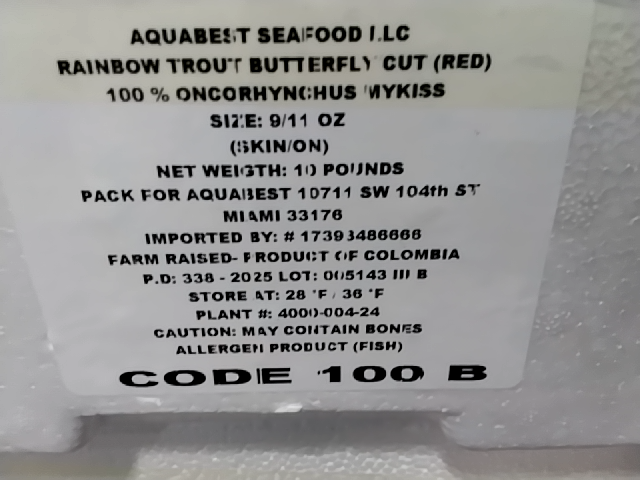 AQUABEST SEAFOOD LLC
RAINBOW TROUT BUTTERFLY CUT (RED)
100 % ONCORHYNCHUS MYKISS
SIZE: 9/11 OZ
(SKIN/ON)
NET WEIGTH: 10 POUNDS
PACK FOR AQUABEST 10711 SW 104th ST
MIAMI 33176
IMPORTED BY: # 17393486666
FARM RAISED- PRODUCT OF COLOMBIA
P.D: 338 - 2025 LOT: 005143 III B
STORE AT: 28 °F / 36 °F
PLANT #: 4000-004-24
CAUTION: MAY CONTAIN BONES
ALLERGEN PRODUCT (FISH)
CODE 100 B